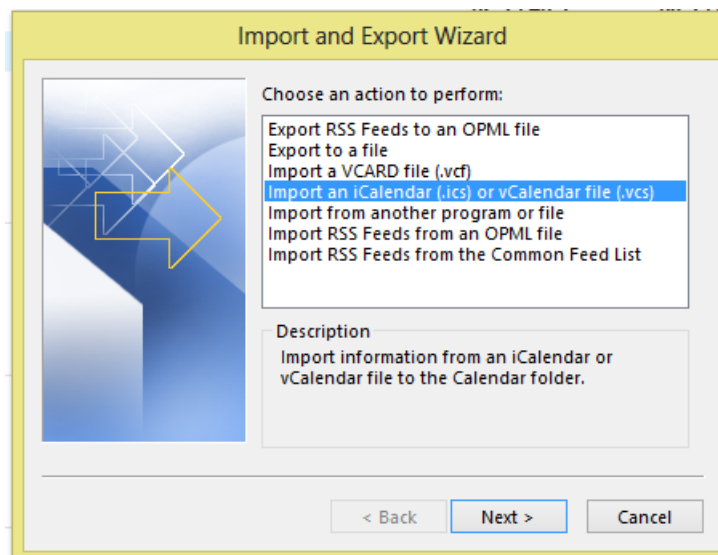 Import and Export Wizard
Choose an action to perform:
Export RSS Feeds to an OPML file
Export to a file
Import a VCARD file (.vcf)
Import an iCalendar (.ics) or vCalendar file (.vcs)
Import from another program or file
Import RSS Feeds from an OPML file
Import RSS Feeds from the Common Feed List
Description
Import information from an iCalendar or
vCalendar file to the Calendar folder.
< Back
Next >
Cancel